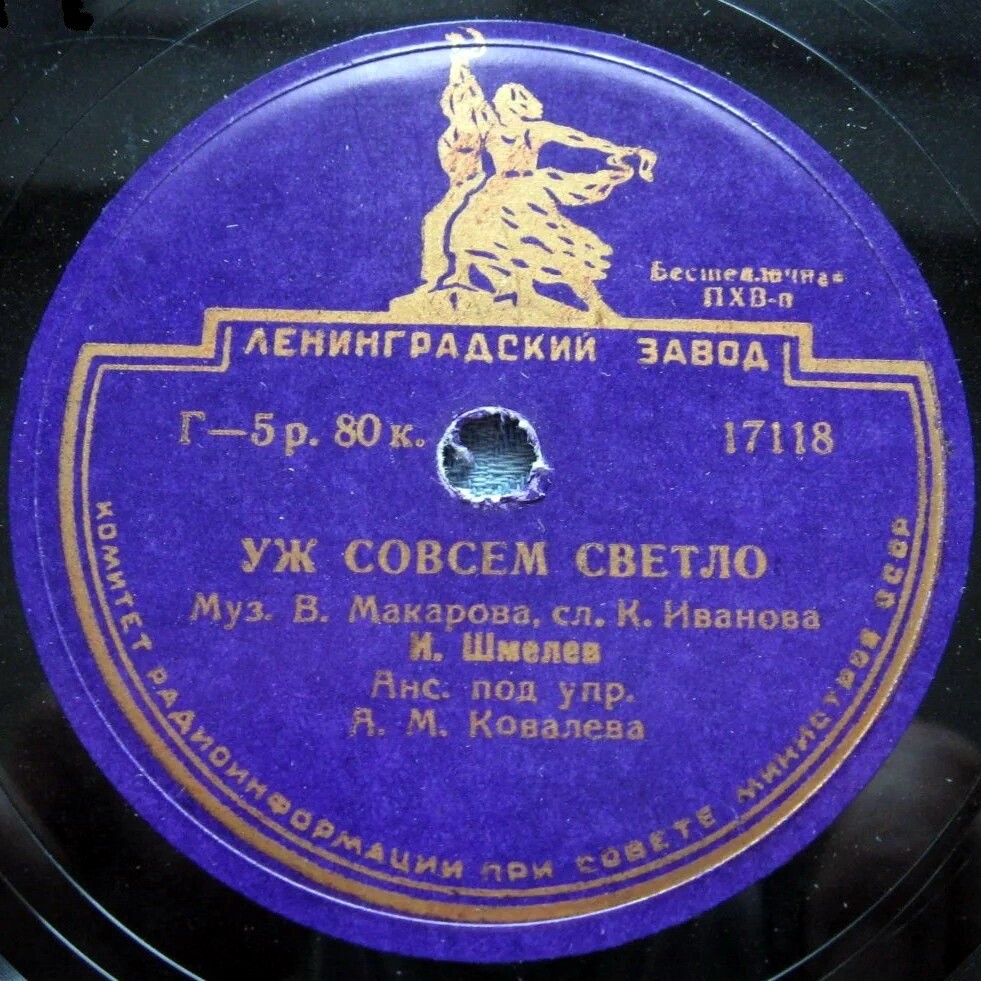 Бесшеллачная
ПХВ-п
ЛЕНИНГРАДСКИЙ ЗАВОД
Г—5 р. 80 к. 17118
УЖ СОВСЕМ СВЕТЛО
Муз. В. Макарова, сл. К. Иванова
И. Шмелев
Анс. под упр.
А. М. Ковалева
КОМИТЕТ РАДИОИНФОРМАЦИИ ПРИ СОВЕТЕ МИНИСТРОВ СССР